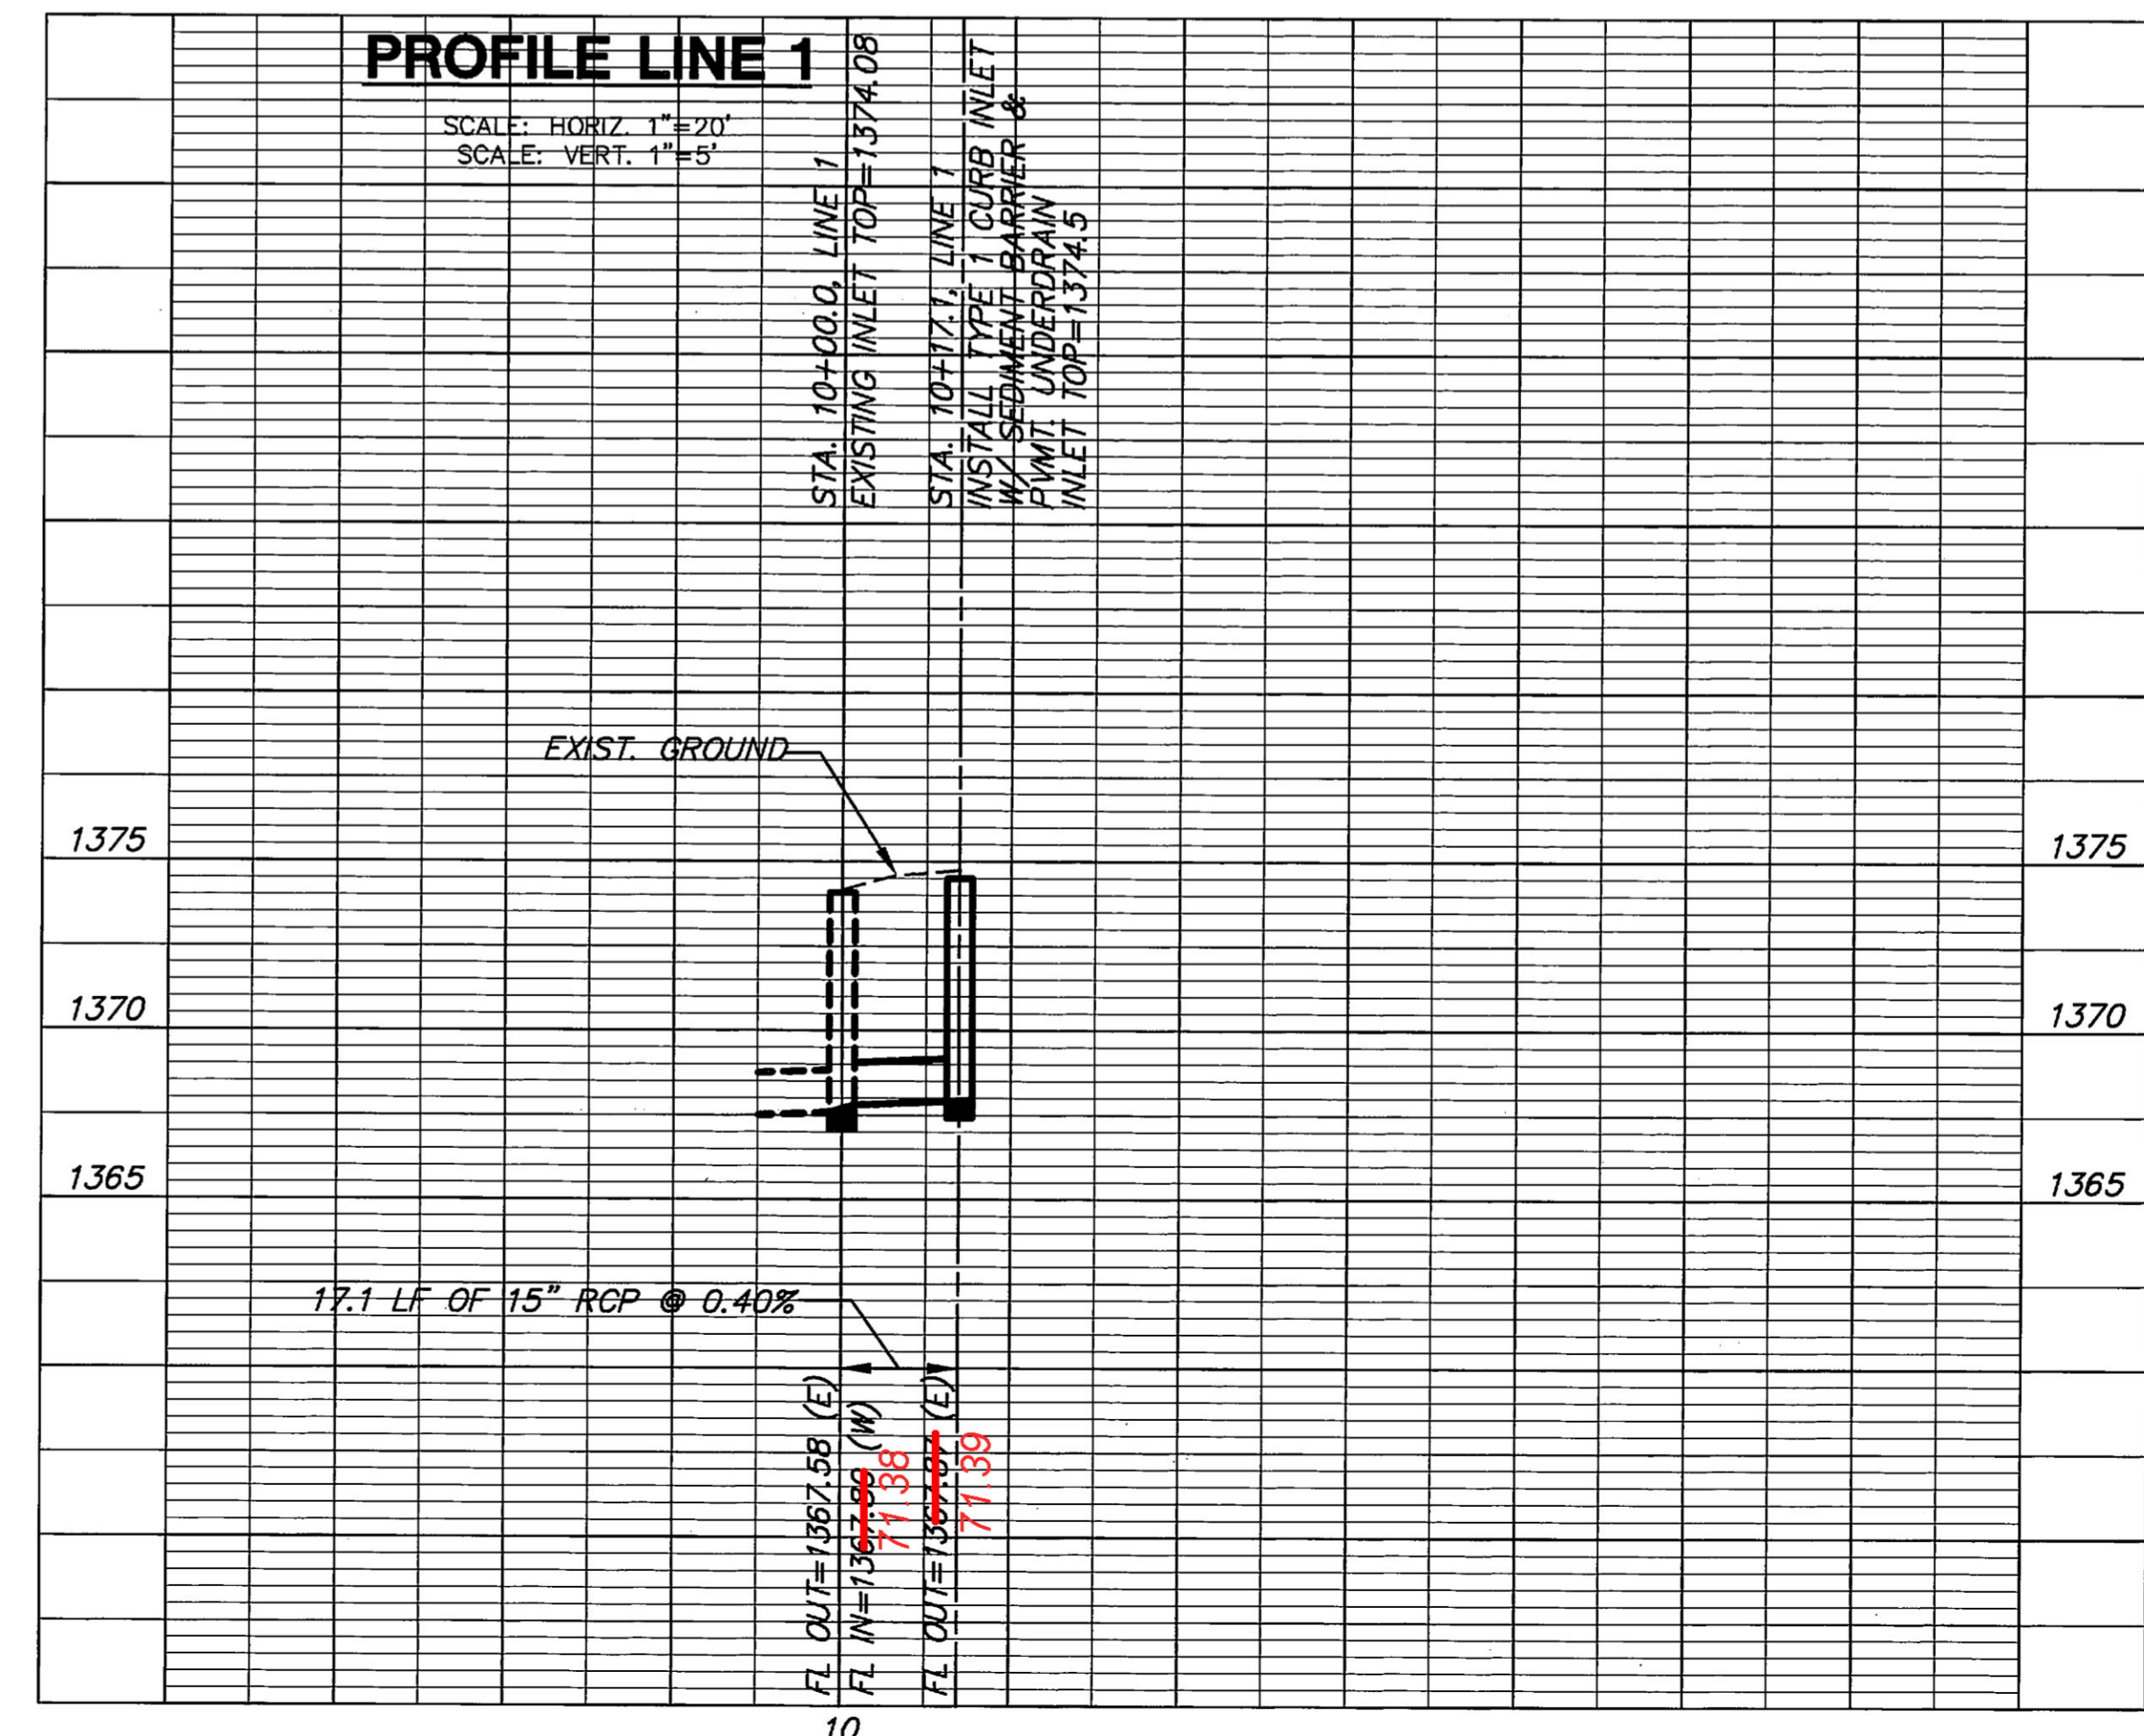 PROFILE LINE 1
SCALE: HORIZ. 1"=20'
SCALE: VERT. 1"=5'
STA. 10+00.0, LINE 1
EXISTING INLET TOP=1374.08
STA. 10+17.1, LINE 1
INSTALL TYPE 1 CURB INLET
W/ SEDIMENT BARRIER &
PVMT. UNDERDRAIN
INLET TOP=1374.5
EXIST. GROUND
1375
1375
1370
1370
1365
1365
17.1 LF OF 15" RCP @ 0.40%
FL OUT=1367.58 (E)
FL IN= (W)
71.38
FL OUT= (E)
71.39
10